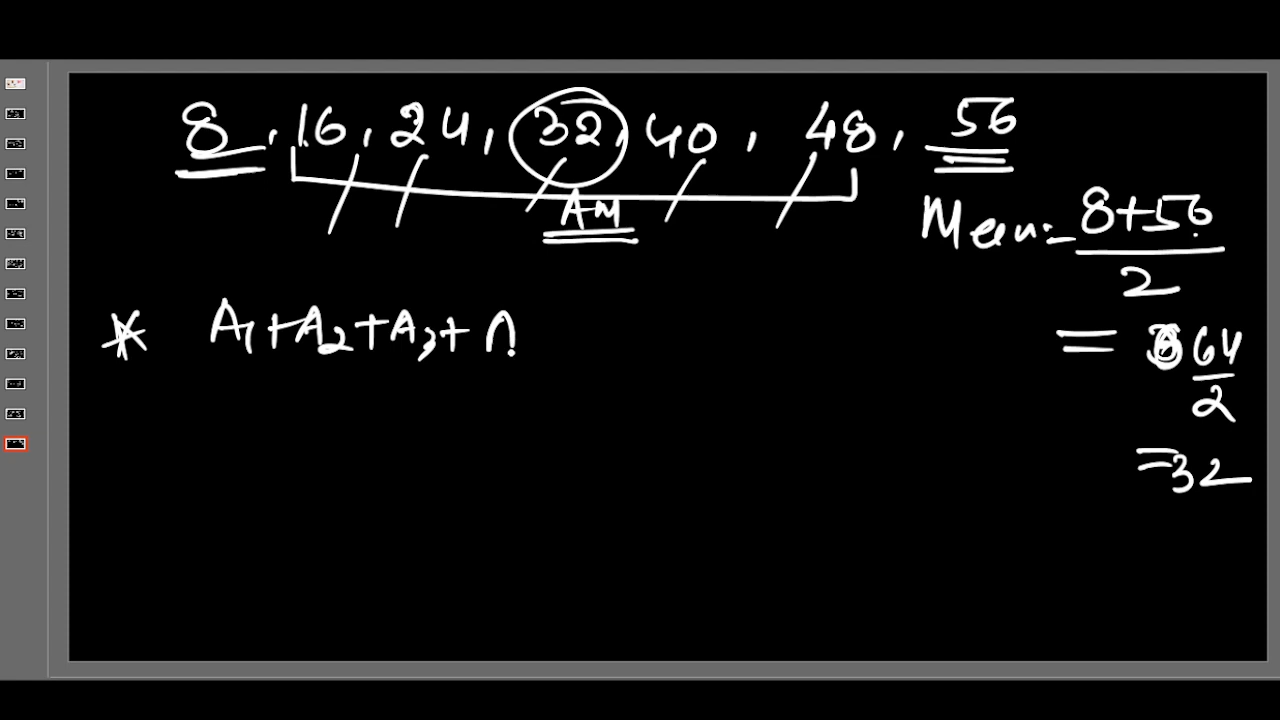 8, 16, 24, 32, 40, 48, 56
AM
Mean = 8+56
2
= 64
2
=32
* A1+A2+A3+